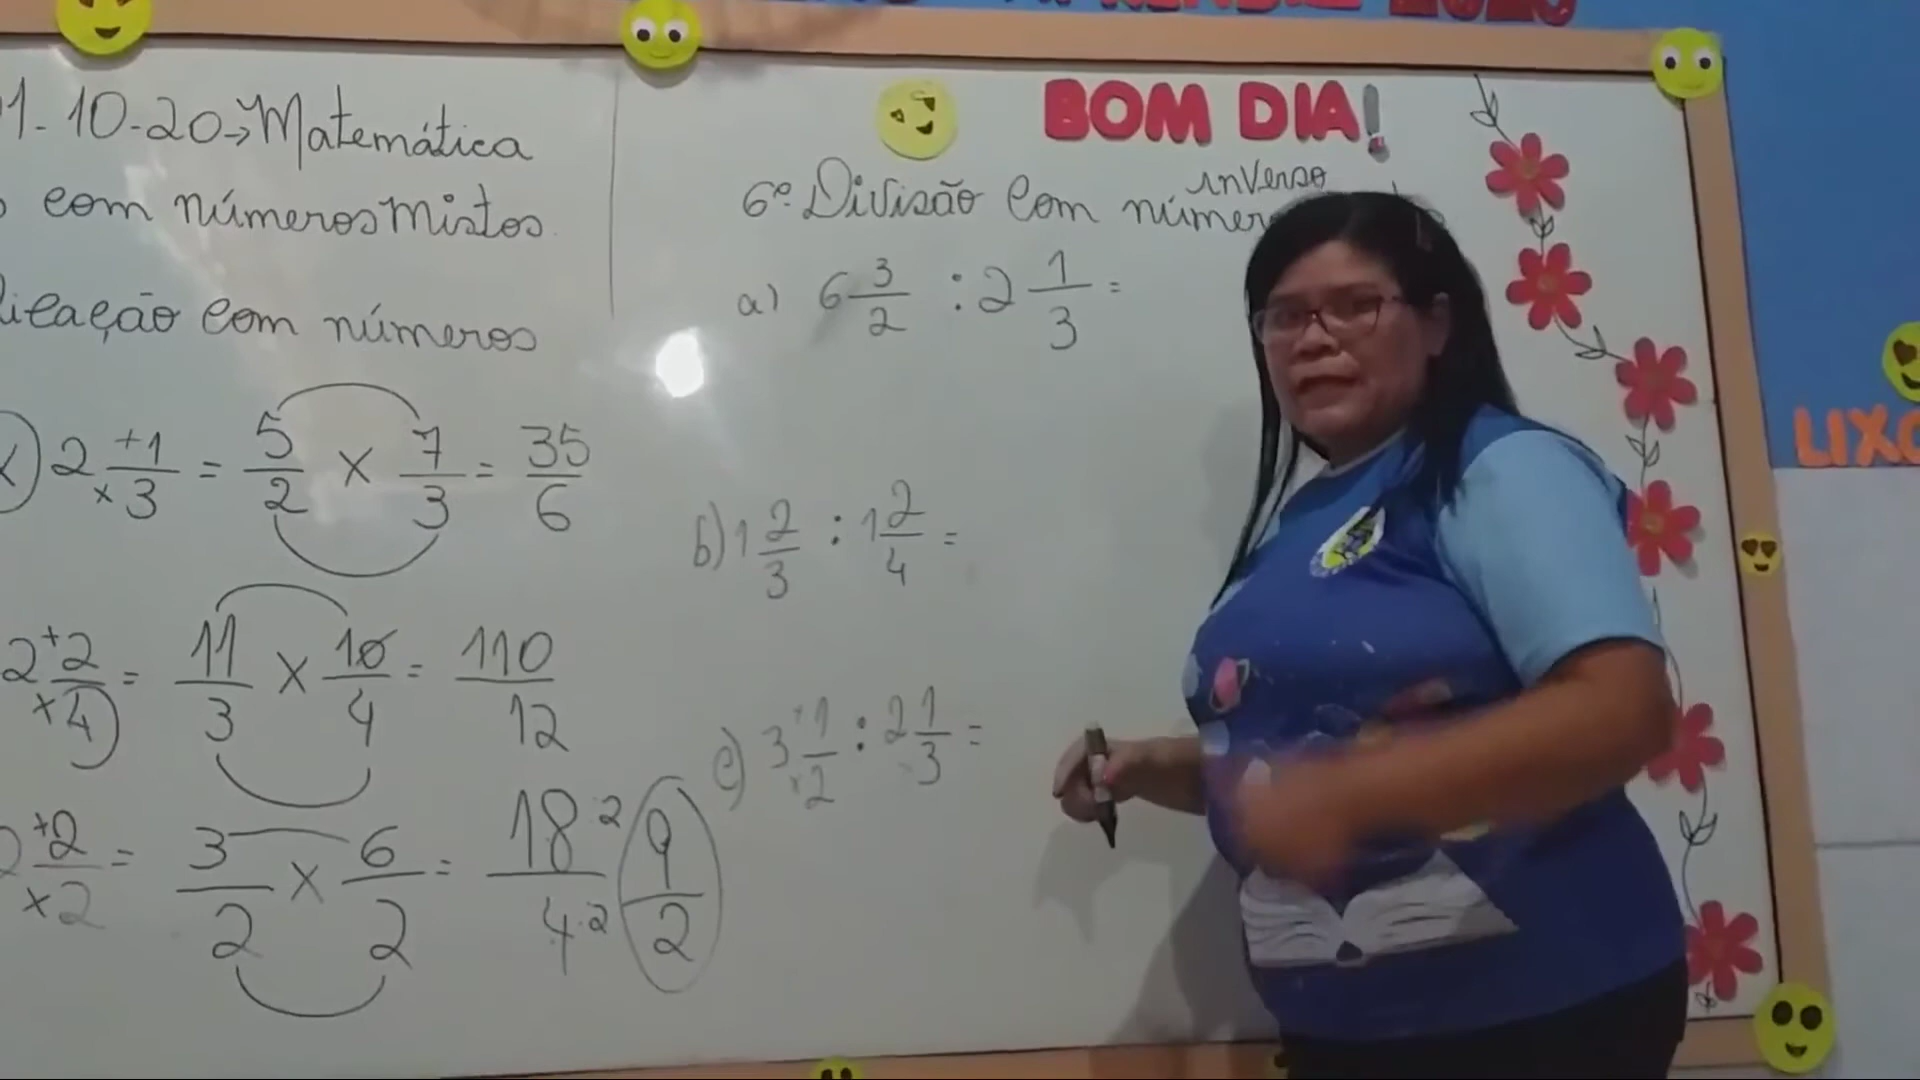 1-10-20→Matemática
com números mistos.
licação com números
2 +1/×3 = 5/2 × 7/3 = 35/6
2 +2/×4 = 11/3 × 10/4 = 110/12
+2/×2 = 3/2 × 6/2 = 18:2/4:2 9/2
BOM DIA!
inverso
6º Divisão com númer
a) 6 3/2 : 2 1/3 =
b) 1 2/3 : 1 2/4 =
c) 3 +1/×2 : 2 1/3 =
LIXO